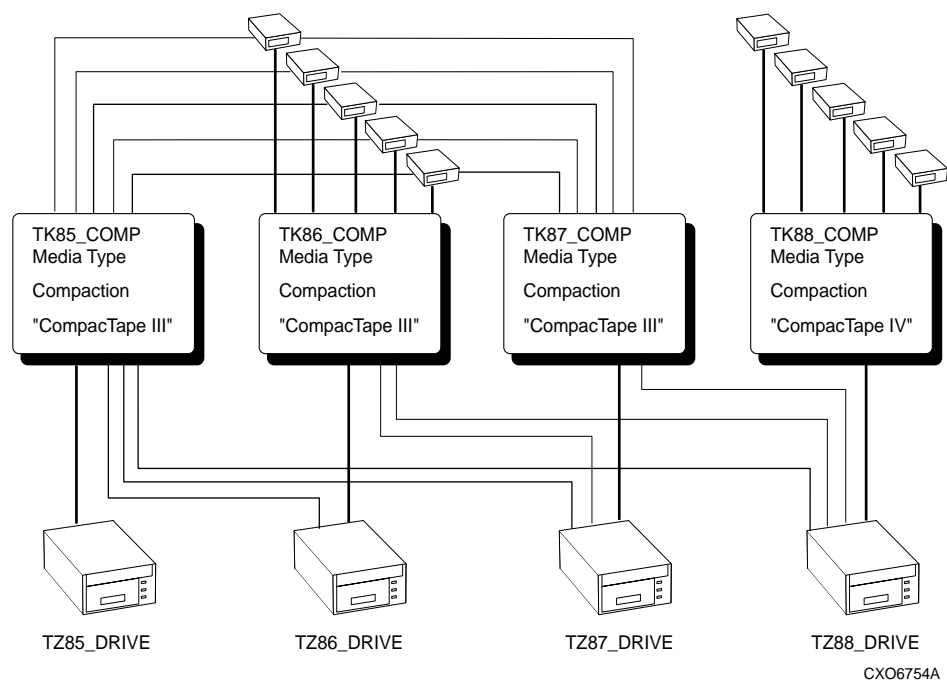 TK85_COMP
Media Type
Compaction
"CompacTape III"
TK86_COMP
Media Type
Compaction
"CompacTape III"
TK87_COMP
Media Type
Compaction
"CompacTape III"
TK88_COMP
Media Type
Compaction
"CompacTape IV"
TZ85_DRIVE
TZ86_DRIVE
TZ87_DRIVE
TZ88_DRIVE
CXO6754A